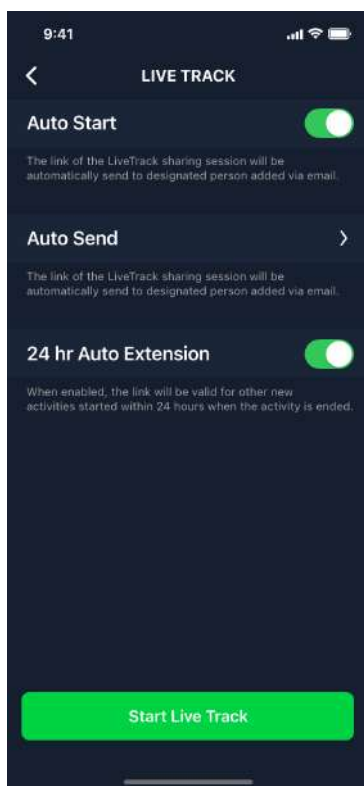 9:41
LIVE TRACK
Auto Start
The link of the LiveTrack sharing session will be
automatically send to designated person added via email.
Auto Send
The link of the LiveTrack sharing session will be
automatically send to designated person added via email.
24 hr Auto Extension
When enabled, the link will be valid for other new
activities started within 24 hours when the activity is ended.
Start Live Track